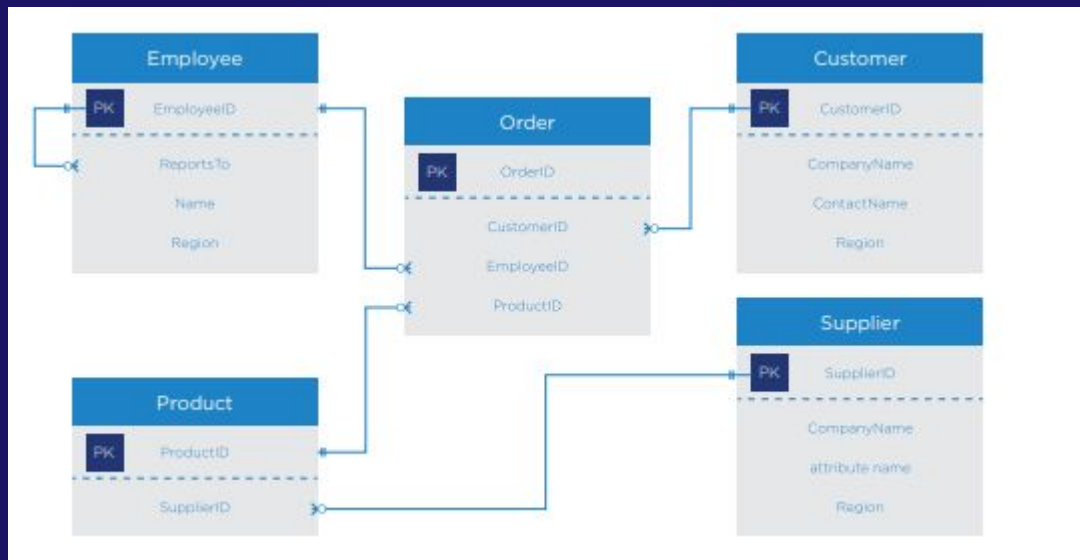 Employee
PK EmployeeID
ReportsTo
Name
Region
Order
PK OrderID
CustomerID
EmployeeID
ProductID
Customer
PK CustomerID
CompanyName
ContactName
Region
Product
PK ProductID
SupplierID
Supplier
PK SupplierID
CompanyName
attribute name
Region